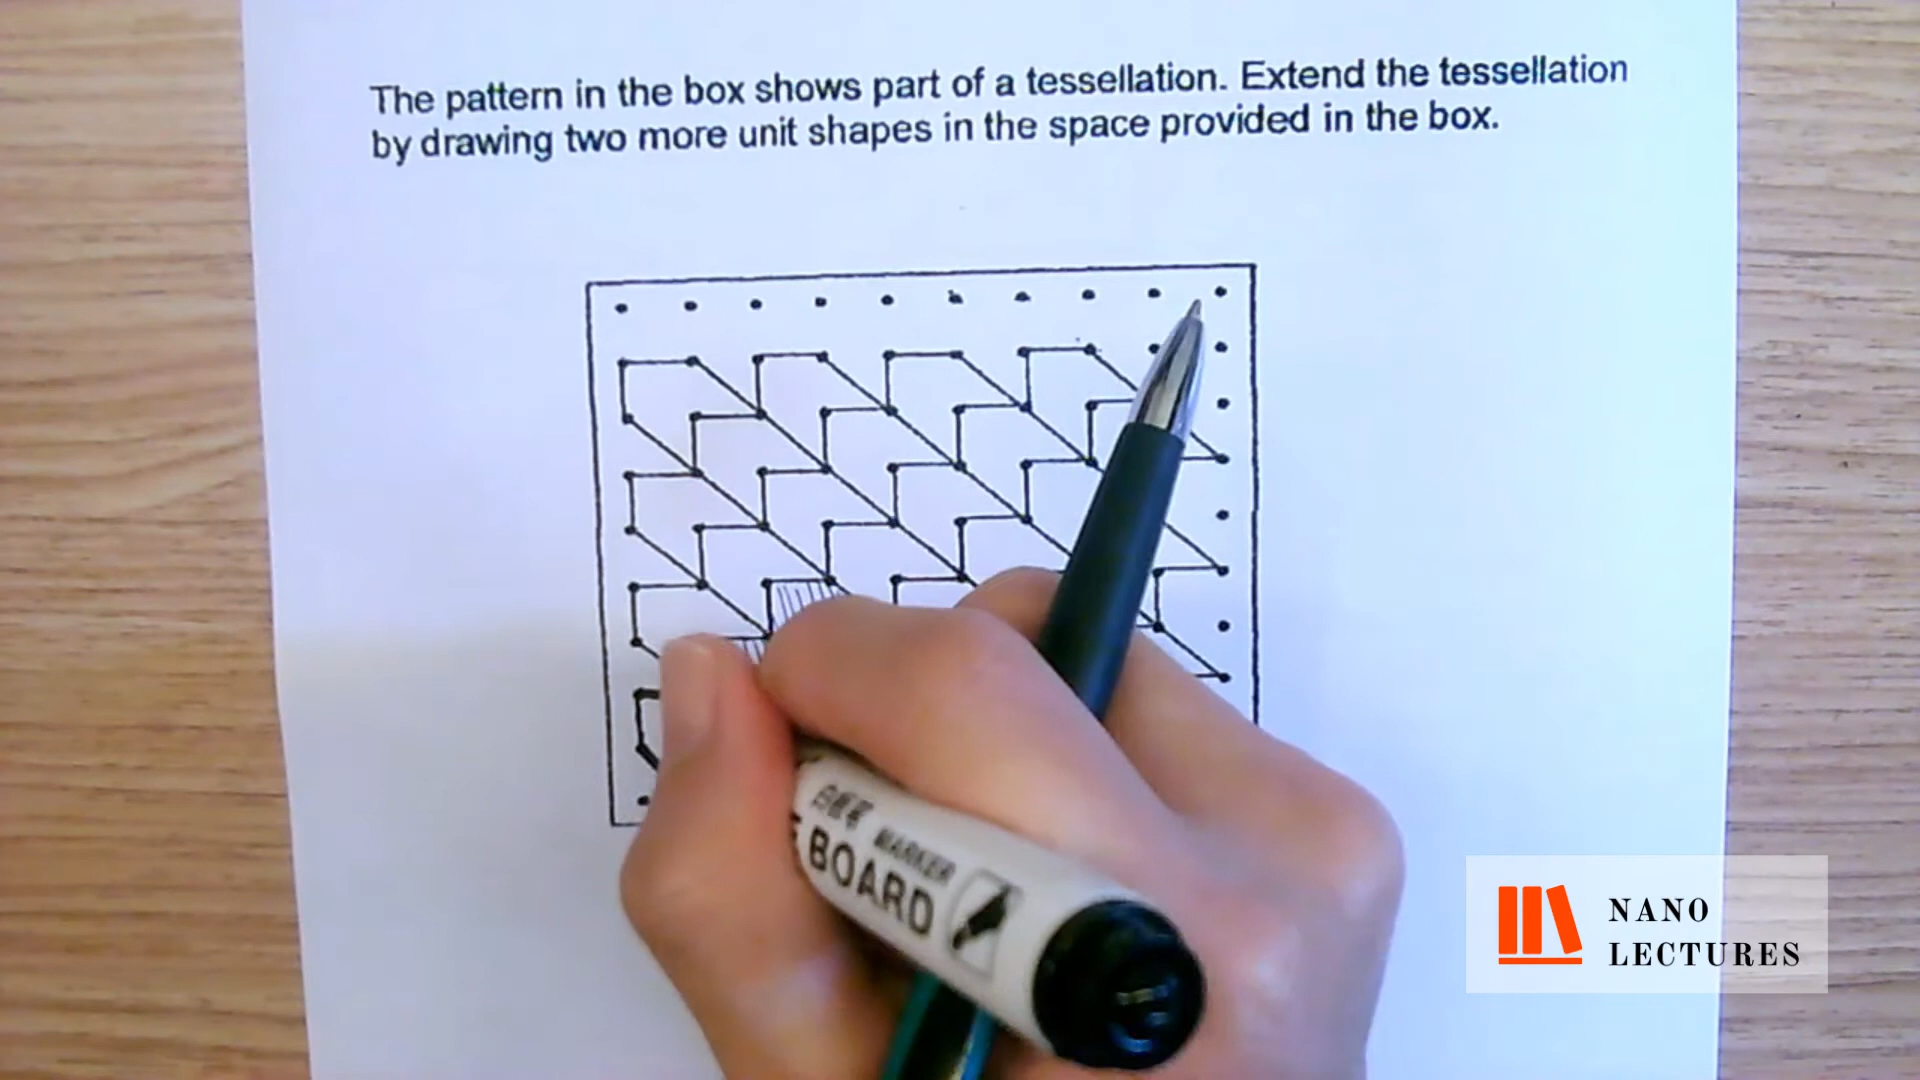 The pattern in the box shows part of a tessellation. Extend the tessellation
by drawing two more unit shapes in the space provided in the box.
MARKER
BOARD
NANO
LECTURES